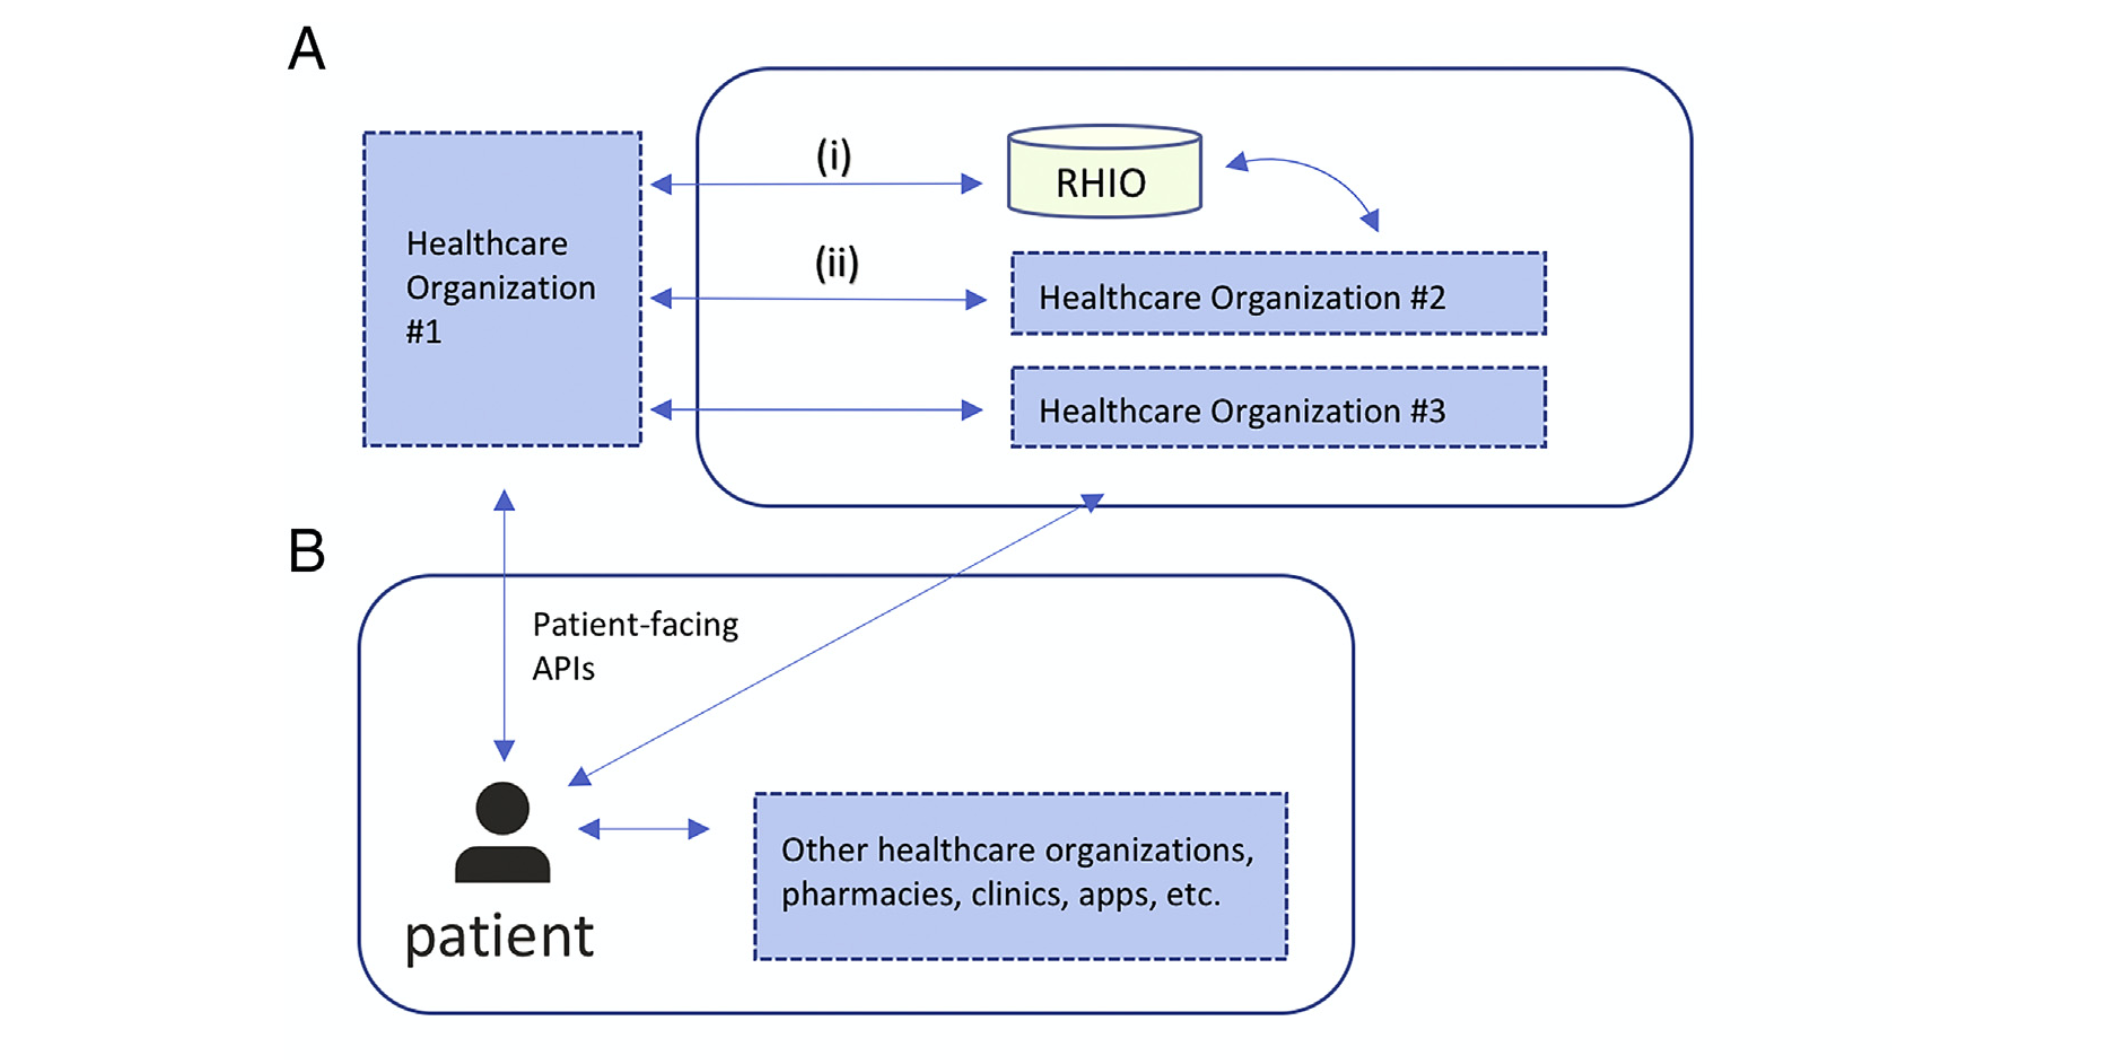 A
Healthcare
Organization
#1
(i)
RHIO
(ii)
Healthcare Organization #2
Healthcare Organization #3
B
Patient-facing
APIs
patient
Other healthcare organizations,
pharmacies, clinics, apps, etc.